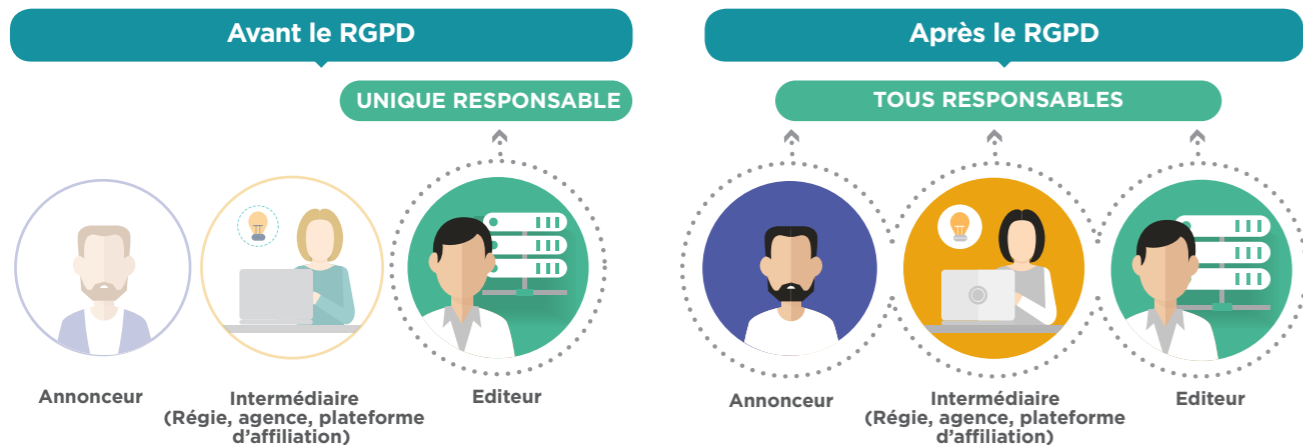 Avant le RGPD
UNIQUE RESPONSABLE
Annonceur
Intermédiaire
(Régie, agence, plateforme
d’affiliation)
Editeur
Après le RGPD
TOUS RESPONSABLES
Annonceur
Intermédiaire
(Régie, agence, plateforme
d’affiliation)
Editeur